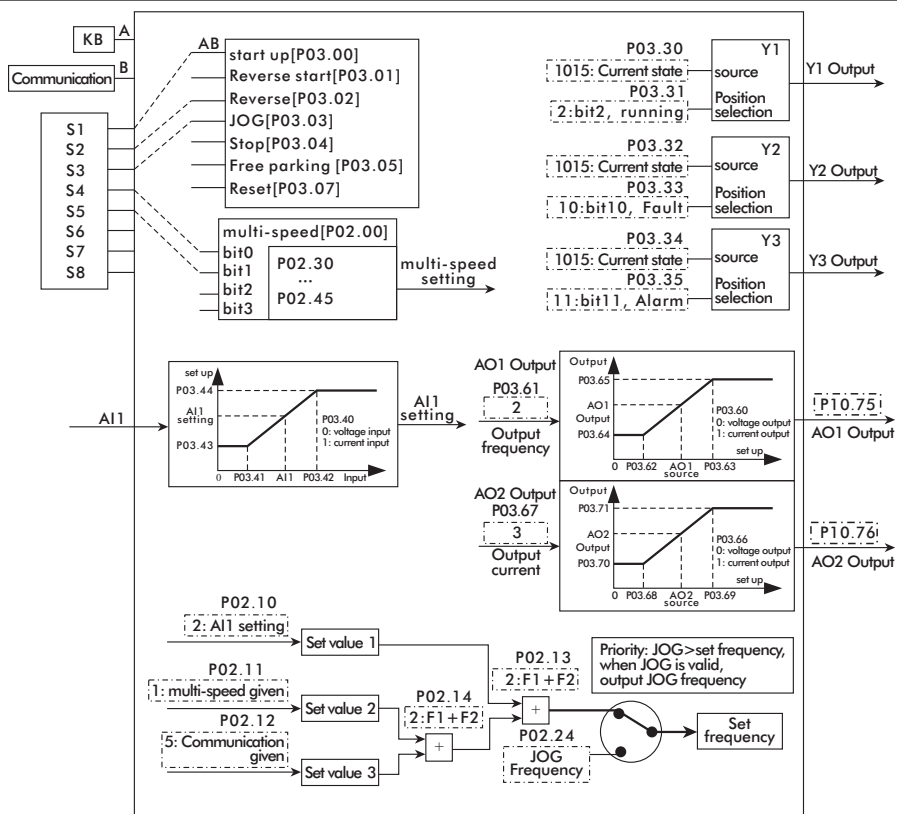 KB
A
Communication
B
S1
S2
S3
S4
S5
S6
S7
S8
AB
start up[P03.00]
Reverse start[P03.01]
Reverse[P03.02]
JOG[P03.03]
Stop[P03.04]
Free parking [P03.05]
Reset[P03.07]
multi-speed[P02.00]
bit0
bit1
bit2
bit3
P02.30
...
P02.45
multi-speed
setting
P03.30
1015: Current state
P03.31
2:bit2, running
Y1
source
Position
selection
Y1 Output
P03.32
1015: Current state
P03.33
10:bit10, Fault
Y2
source
Position
selection
Y2 Output
P03.34
1015: Current state
P03.35
11:bit11, Alarm
Y3
source
Position
selection
Y3 Output
AI1
set up
P03.44
AI1
setting
P03.43
P03.40
0: voltage input
1: current input
0
P03.41
AI1
P03.42
Input
AI1
setting
AO1 Output
P03.61
2
Output
frequency
Output
P03.65
AO1
Output
P03.64
P03.60
0: voltage output
1: current output
set up
0
P03.62
AO1
source
P03.63
P10.75
AO1 Output
AO2 Output
P03.67
3
Output
current
Output
P03.71
AO2
Output
P03.70
P03.66
0: voltage output
1: current output
set up
0
P03.68
AO2
source
P03.69
P10.76
AO2 Output
P02.10
2: AI1 setting
Set value 1
P02.11
1: multi-speed given
Set value 2
P02.12
5: Communication
given
Set value 3
P02.14
2:F1+F2
+
P02.13
2:F1+F2
+
P02.24
JOG
Frequency
Priority: JOG>set frequency,
when JOG is valid,
output JOG frequency
Set
frequency